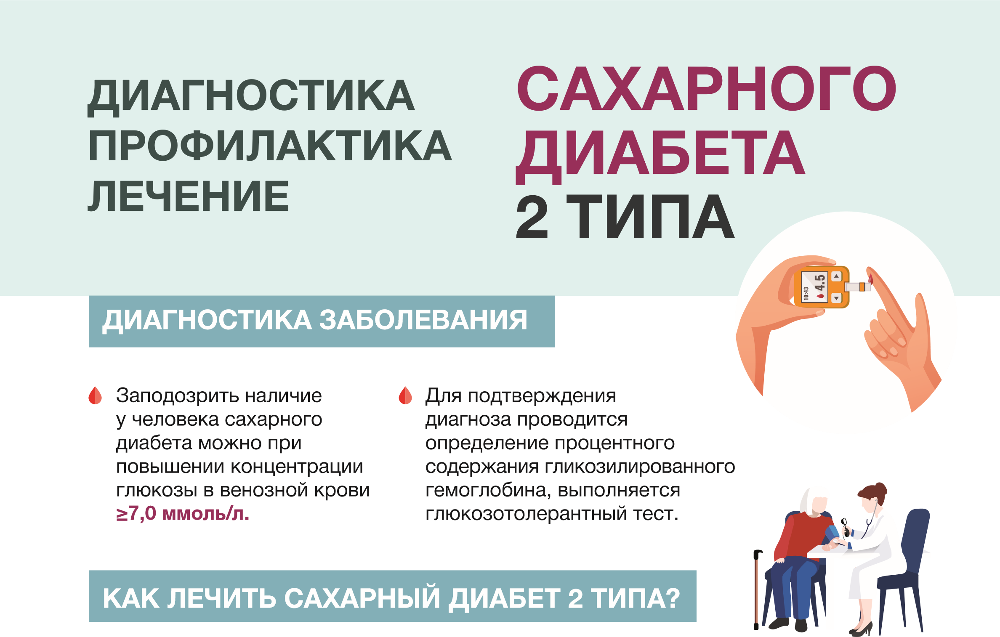 ДИАГНОСТИКА
ПРОФИЛАКТИКА
ЛЕЧЕНИЕ
САХАРНОГО
ДИАБЕТА
2 ТИПА
10:43
4.5
ДИАГНОСТИКА ЗАБОЛЕВАНИЯ
Заподозрить наличие
у человека сахарного
диабета можно при
повышении концентрации
глюкозы в венозной крови
≥7,0 ммоль/л.
Для подтверждения
диагноза проводится
определение процентного
содержания гликозилированного
гемоглобина, выполняется
глюкозотолерантный тест.
КАК ЛЕЧИТЬ САХАРНЫЙ ДИАБЕТ 2 ТИПА?